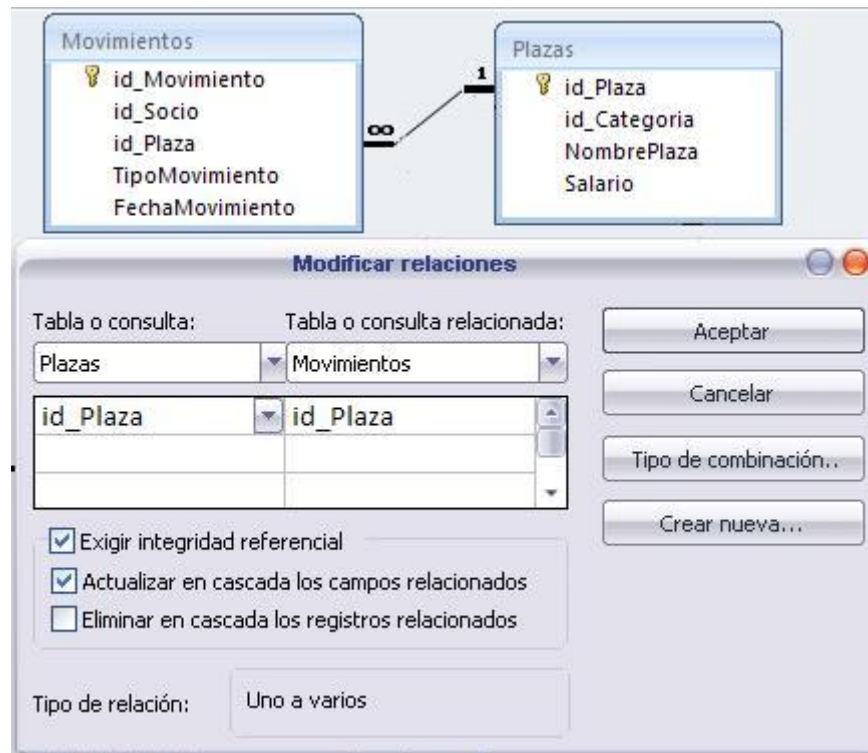 Movimientos
id_Movimiento
id_Socio
id_Plaza
TipoMovimiento
FechaMovimiento
∞
1
Plazas
id_Plaza
id_Categoria
NombrePlaza
Salario
Modificar relaciones
Tabla o consulta:
Tabla o consulta relacionada:
Plazas
Movimientos
id_Plaza
id_Plaza
Aceptar
Cancelar
Tipo de combinación..
Crear nueva...
Exigir integridad referencial
Actualizar en cascada los campos relacionados
Eliminar en cascada los registros relacionados
Tipo de relación:
Uno a varios